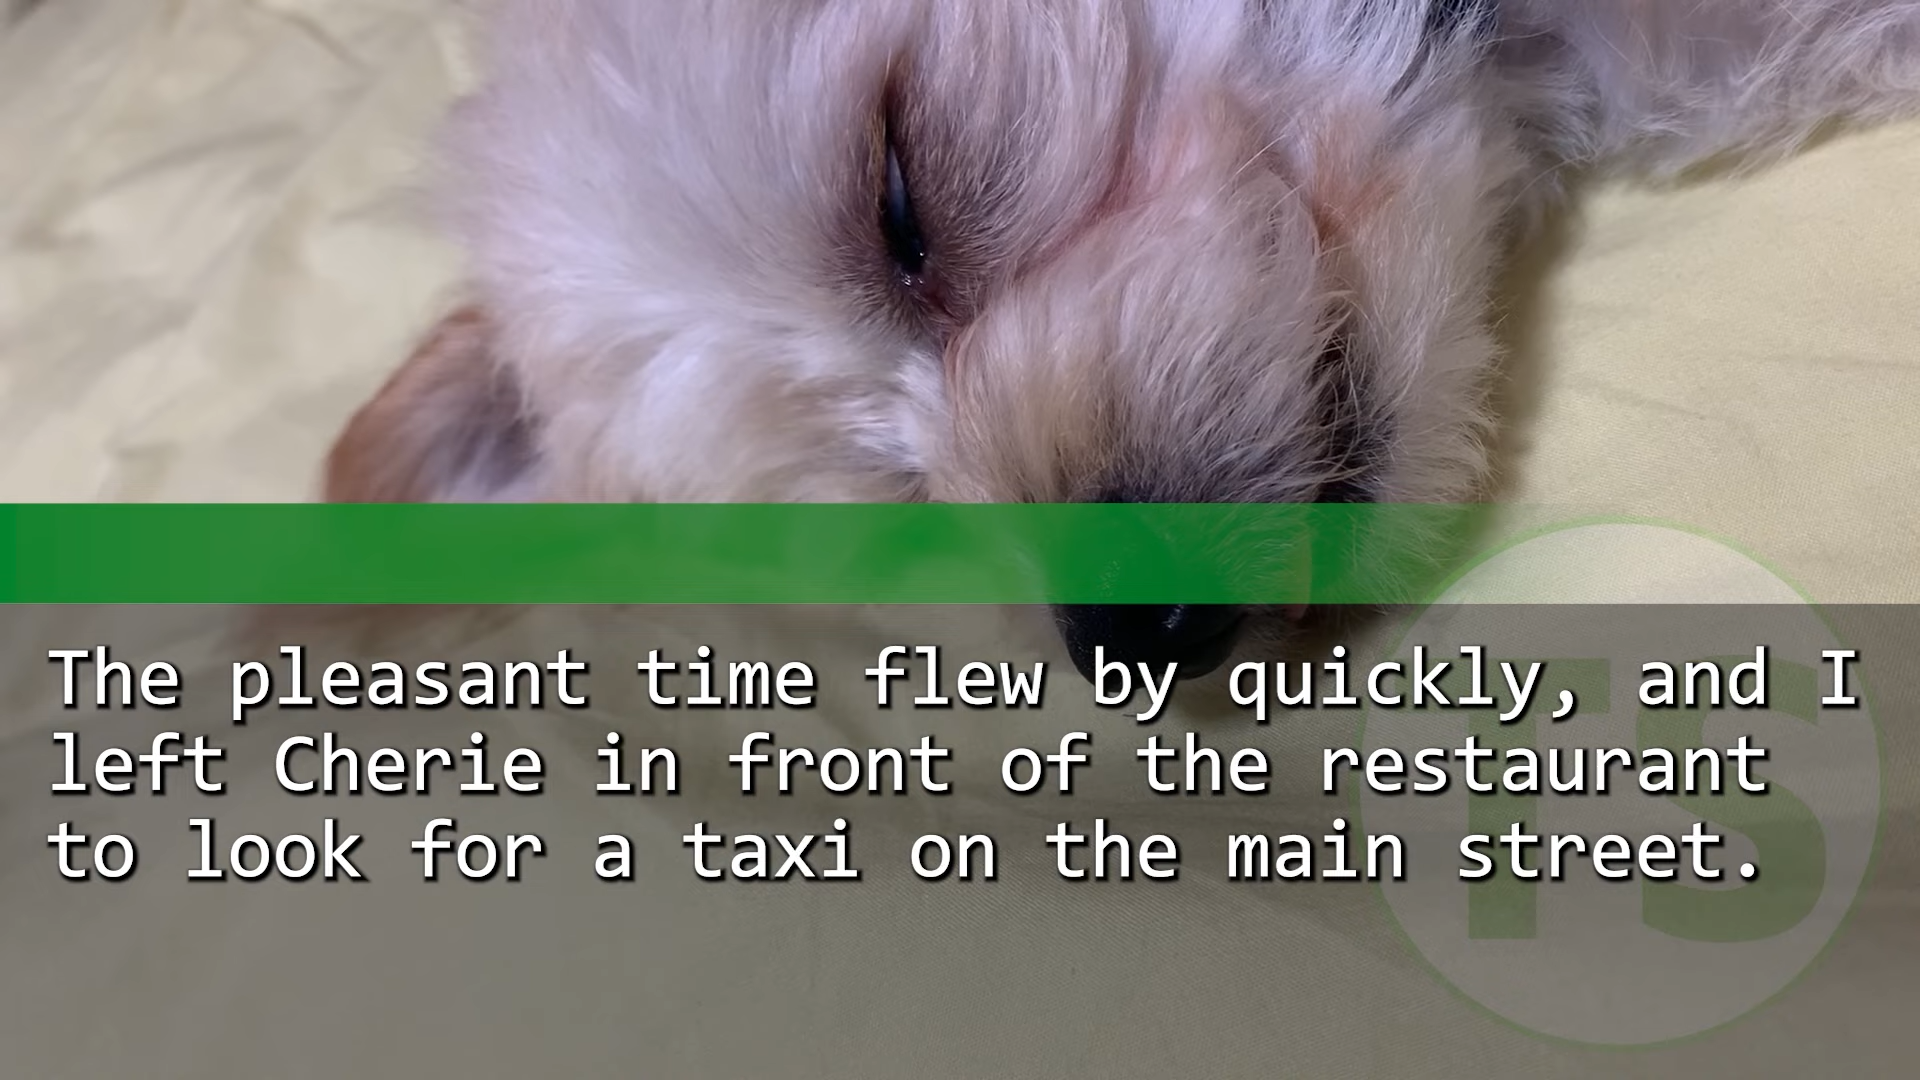 The pleasant time flew by quickly, and I
left Cherie in front of the restaurant
to look for a taxi on the main street.
TS